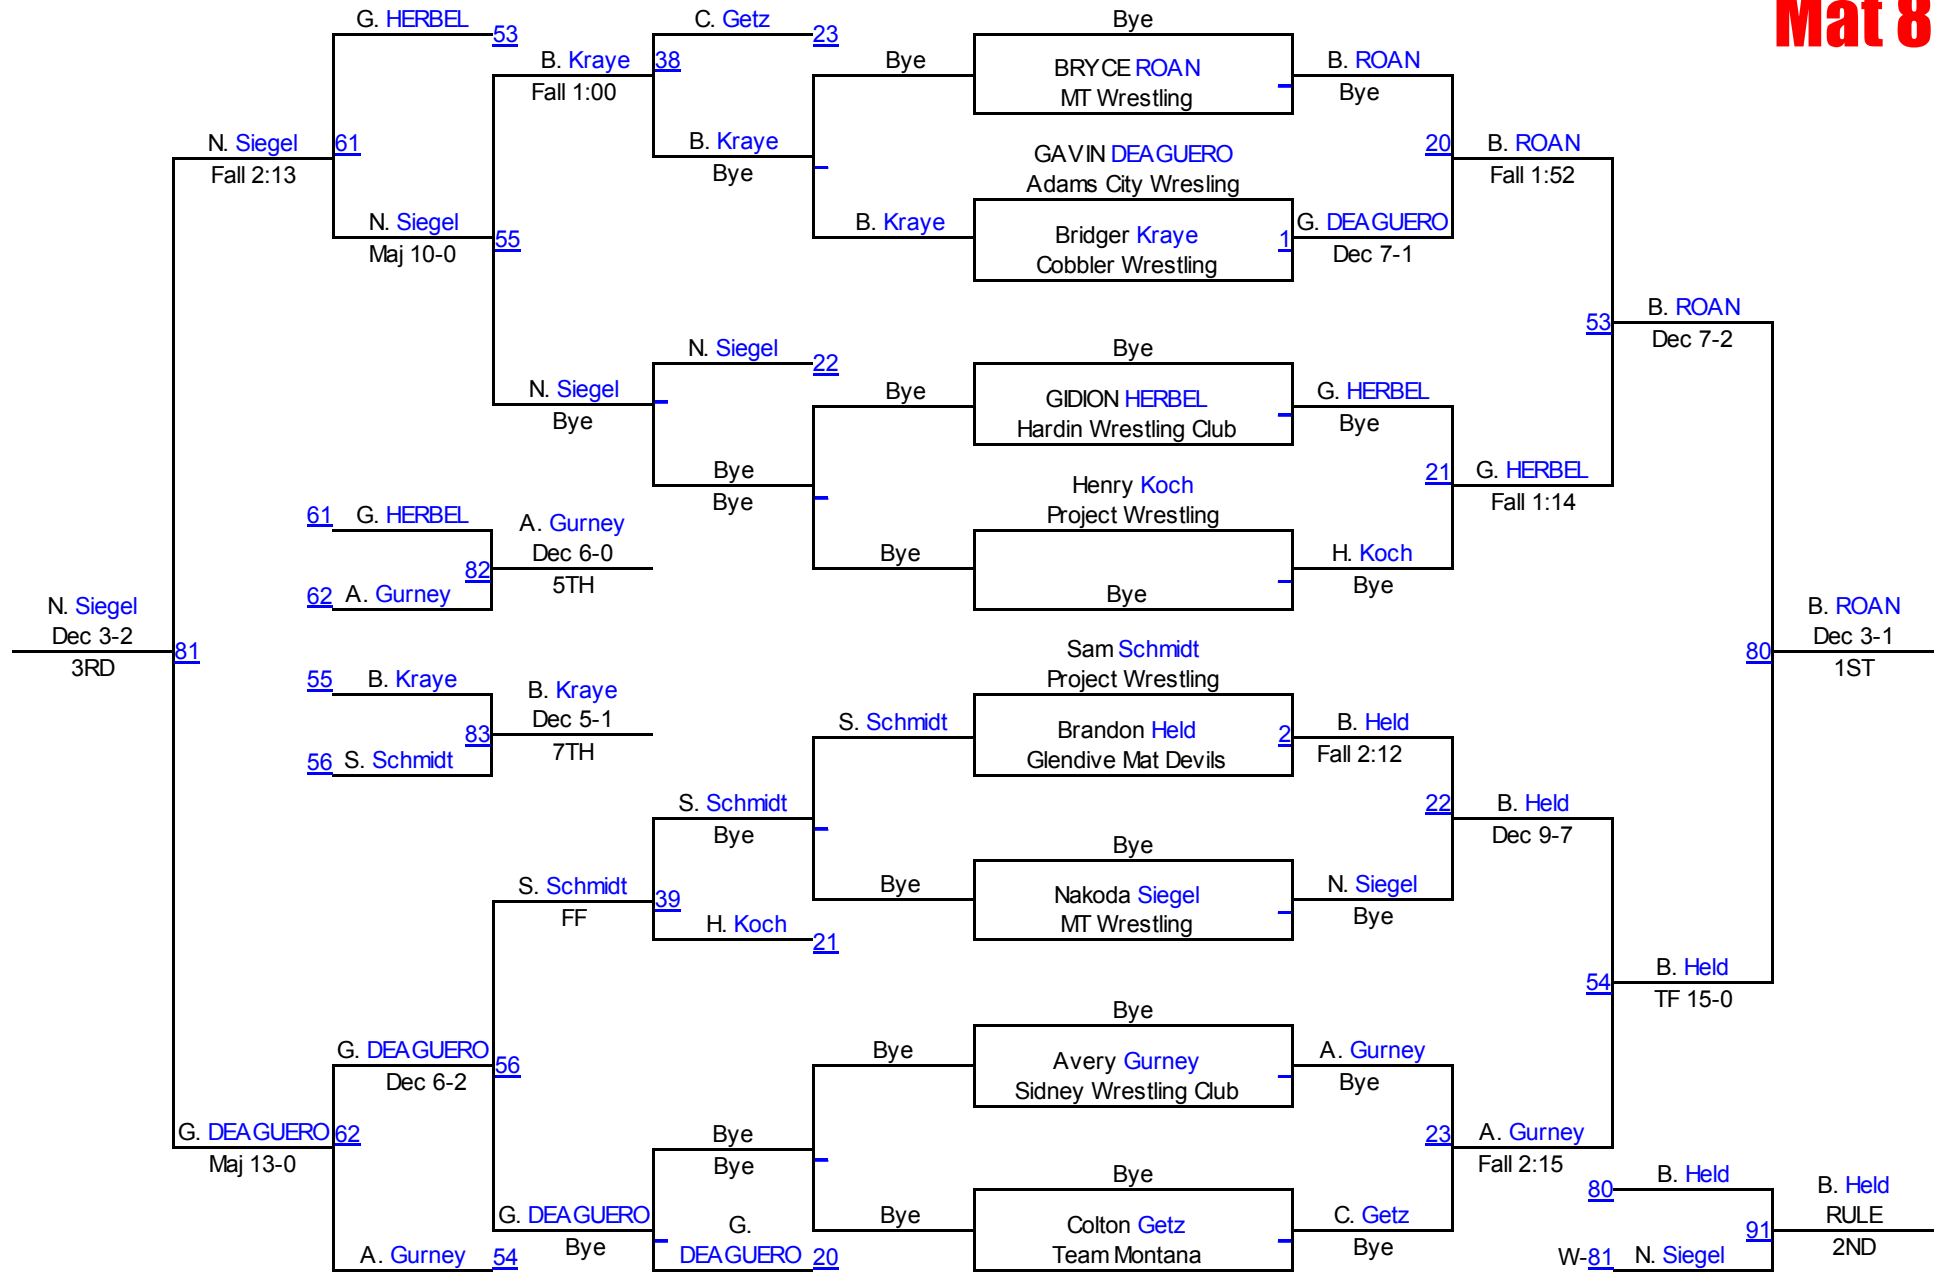 Mat 8
G. HERBEL
53
C. Getz
23
Bye
B. Kraye
38
Fall 1:00
Bye
BRYCE ROAN
MT Wrestling
B. ROAN
Bye
N. Siegel
61
Fall 2:13
B. Kraye
Bye
GAVIN DEAGUERO
Adams City Wresling
20
B. ROAN
Fall 1:52
N. Siegel
55
Maj 10-0
B. Kraye
Bridger Kraye
1
Cobbler Wrestling
G. DEAGUERO
Dec 7-1
53
B. ROAN
Dec 7-2
N. Siegel
22
Bye
N. Siegel
Bye
Bye
GIDION HERBEL
Hardin Wrestling Club
G. HERBEL
Bye
Bye
Bye
Henry Koch
Project Wrestling
21
G. HERBEL
Fall 1:14
61
G. HERBEL
A. Gurney
Dec 6-0
82
5TH
62
A. Gurney
Bye
Bye
H. Koch
Bye
N. Siegel
Dec 3-2
81
3RD
Sam Schmidt
Project Wrestling
80
B. ROAN
Dec 3-1
1ST
55
B. Kraye
B. Kraye
Dec 5-1
83
7TH
56
S. Schmidt
S. Schmidt
Brandon Held
2
Glendive Mat Devils
B. Held
Fall 2:12
S. Schmidt
Bye
22
B. Held
Dec 9-7
Bye
S. Schmidt
39
FF
Bye
Nakoda Siegel
MT Wrestling
N. Siegel
Bye
H. Koch
21
54
B. Held
TF 15-0
Bye
G. DEAGUERO
56
Dec 6-2
Bye
Avery Gurney
Sidney Wrestling Club
A. Gurney
Bye
G. DEAGUERO
62
Maj 13-0
Bye
Bye
23
A. Gurney
Fall 2:15
Bye
G. DEAGUERO
Bye
G.
DEAGUERO
20
Bye
Colton Getz
Team Montana
C. Getz
Bye
A. Gurney
54
80
B. Held
B. Held
RULE
91
2ND
W-81
N. Siegel